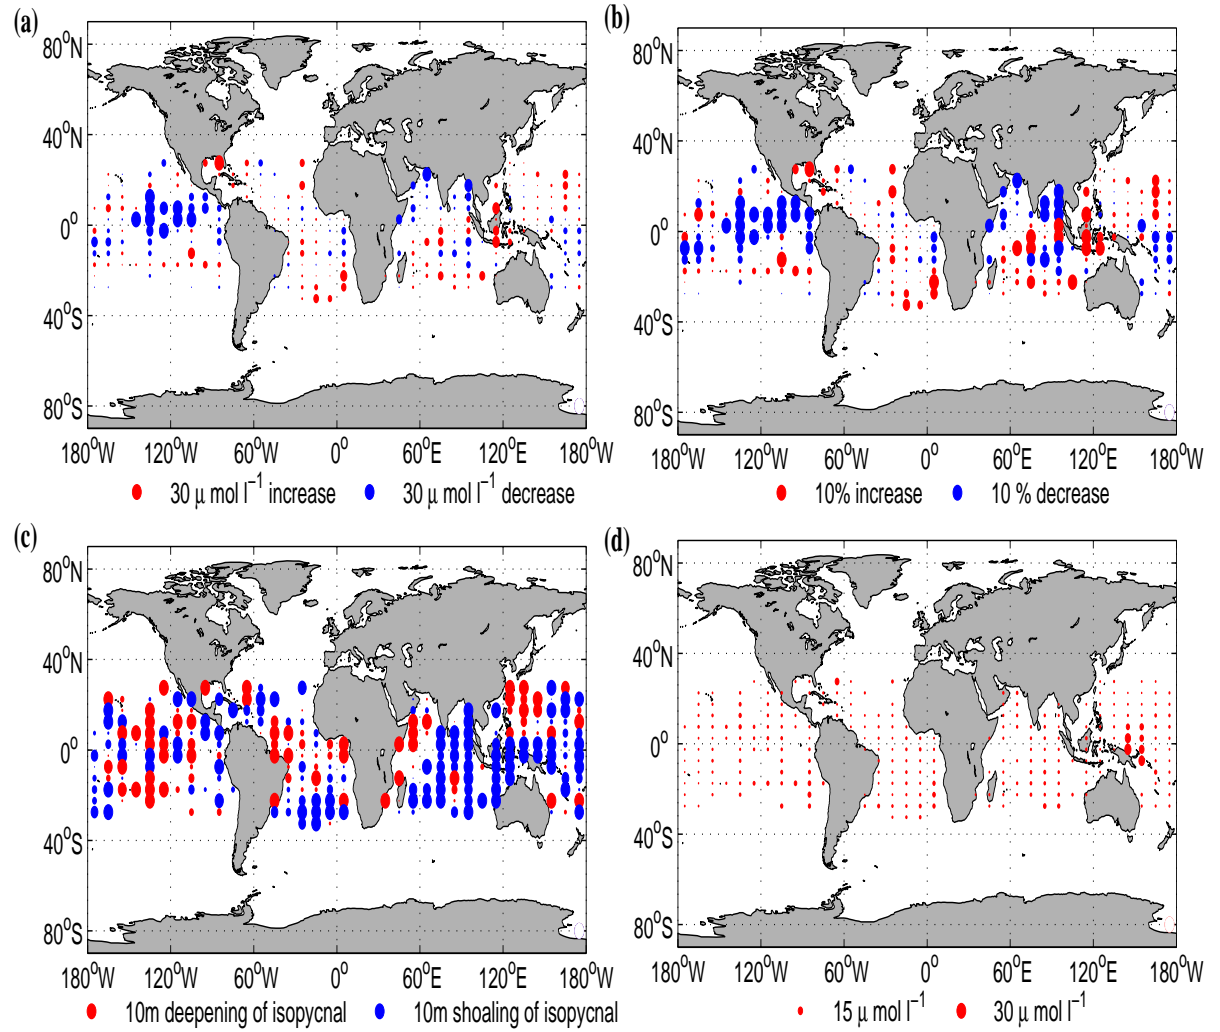 (a)
80°N
40°N
0°
40°S
80°S
180°W 120°W 60°W 0° 60°E 120°E 180°W
30 μ mol l⁻¹ increase 30 μ mol l⁻¹ decrease
(b)
80°N
40°N
0°
40°S
80°S
180°W 120°W 60°W 0° 60°E 120°E 180°W
10% increase 10 % decrease
(c)
80°N
40°N
0°
40°S
80°S
180°W 120°W 60°W 0° 60°E 120°E 180°W
10m deepening of isopycnal 10m shoaling of isopycnal
(d)
80°N
40°N
0°
40°S
80°S
180°W 120°W 60°W 0° 60°E 120°E 180°W
15 μ mol l⁻¹ 30 μ mol l⁻¹